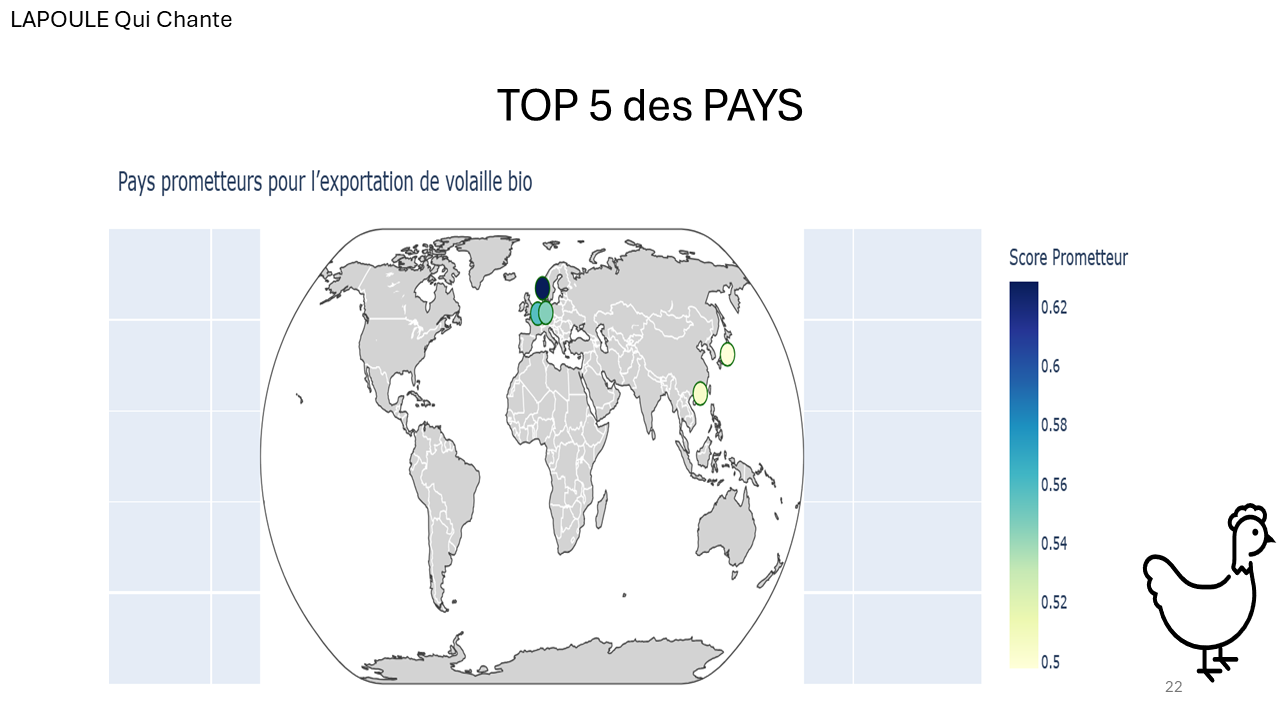 LAPOULE Qui Chante
TOP 5 des PAYS
Pays prometteurs pour l’exportation de volaille bio
Score Prometteur
0.62
0.6
0.58
0.56
0.54
0.52
0.5
22